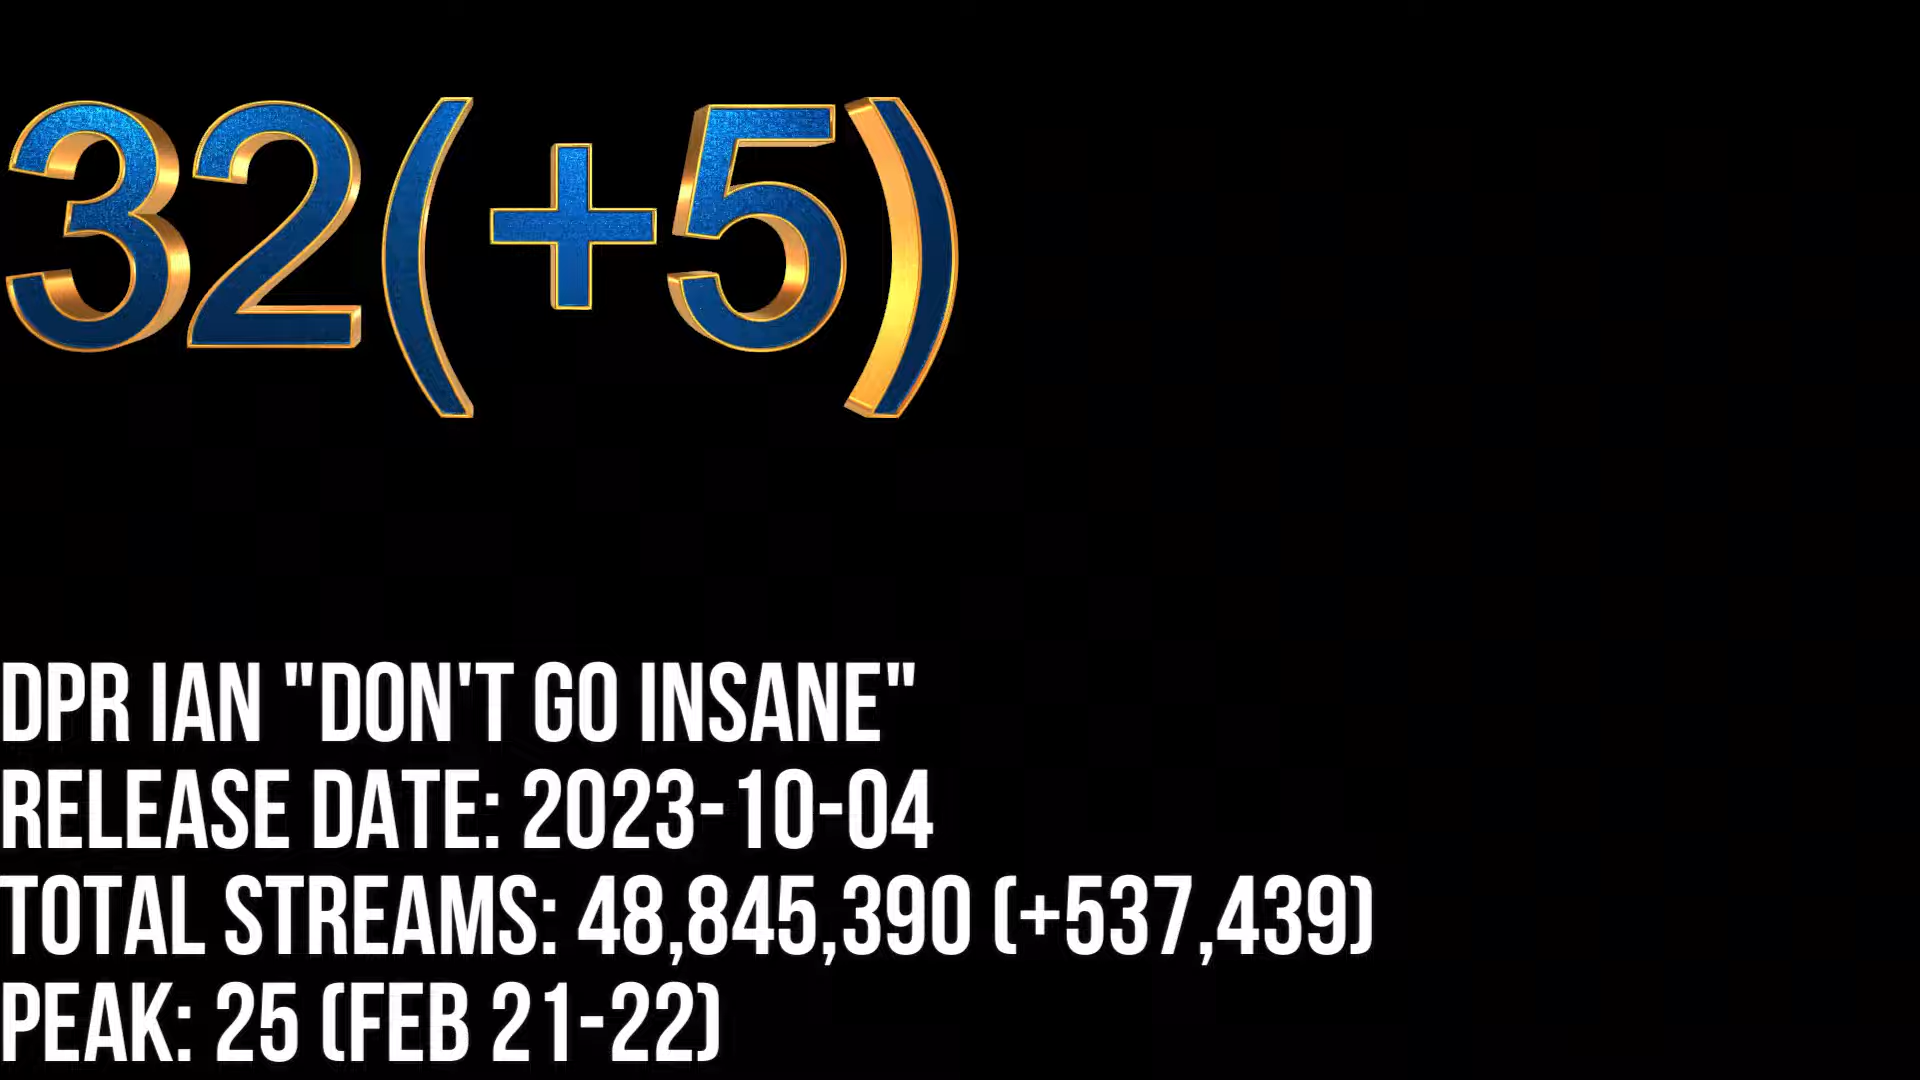 32(+5)
DPR IAN "DON'T GO INSANE"
RELEASE DATE: 2023-10-04
TOTAL STREAMS: 48,845,390 (+537,439)
PEAK: 25 (FEB 21-22)